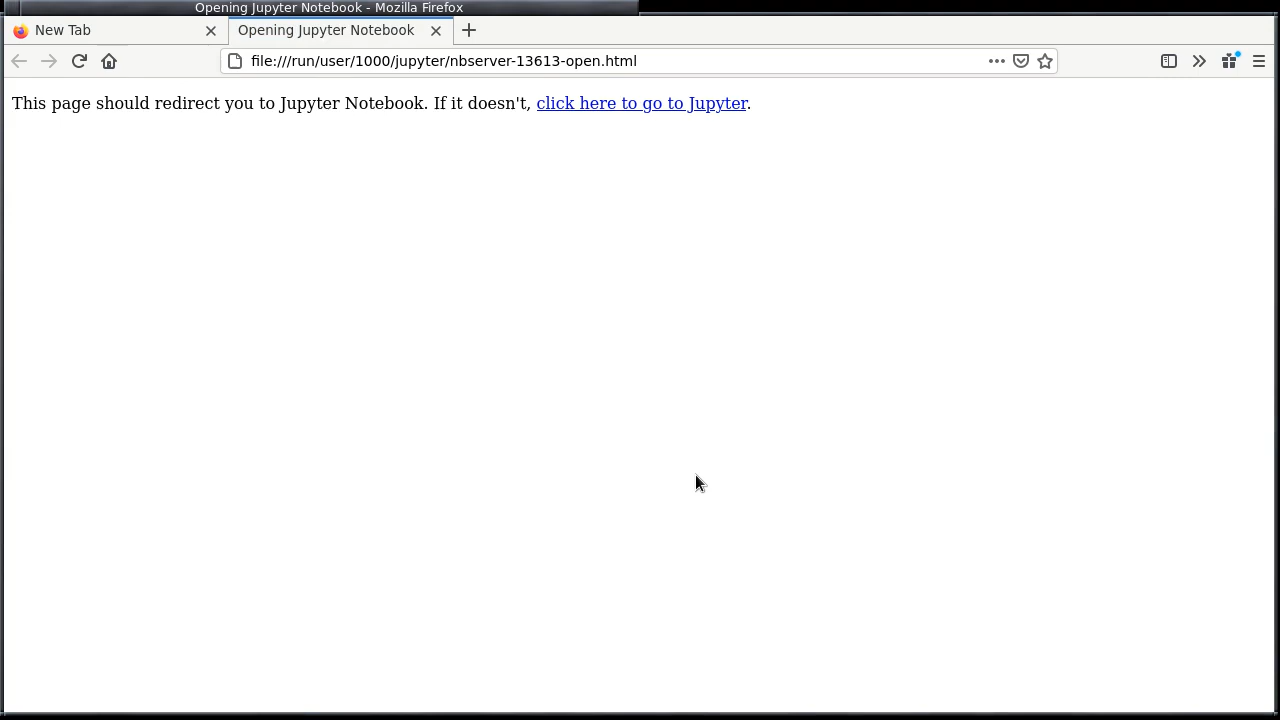 Opening Jupyter Notebook - Mozilla Firefox
New Tab
Opening Jupyter Notebook
file:///run/user/1000/jupyter/nbserver-13613-open.html
This page should redirect you to Jupyter Notebook. If it doesn't, click here to go to Jupyter.